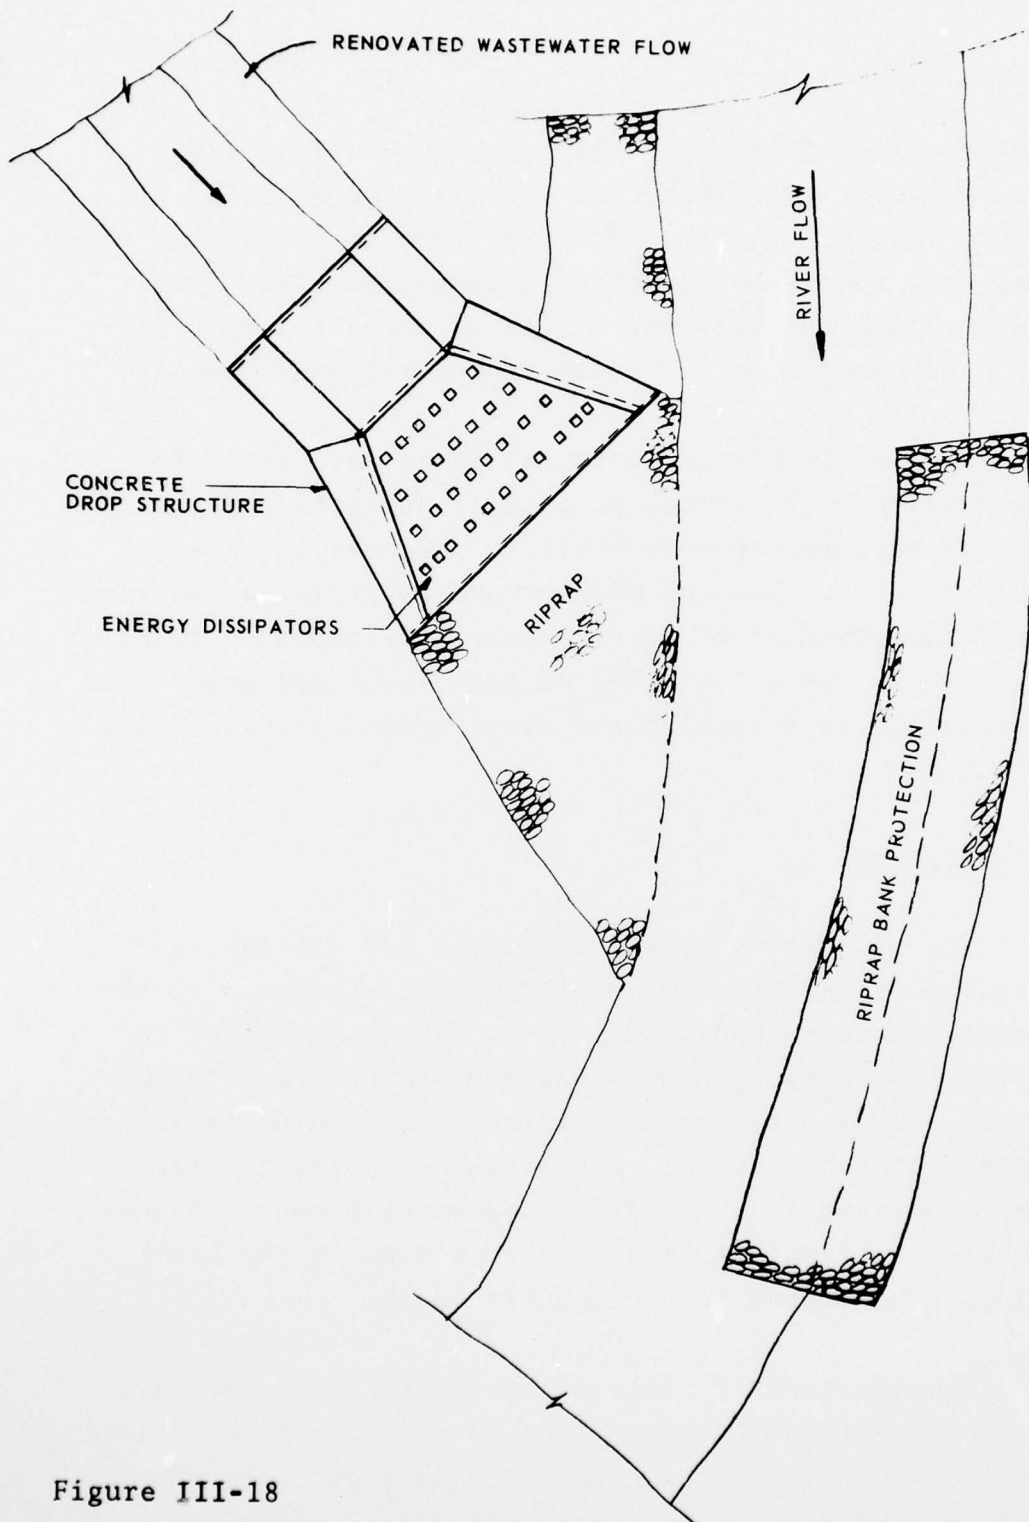 RENOVATED WASTEWATER FLOW
RIVER FLOW
CONCRETE
DROP STRUCTURE
ENERGY DISSIPATORS
RIPRAP
RIPRAP BANK PROTECTION
Figure III-18